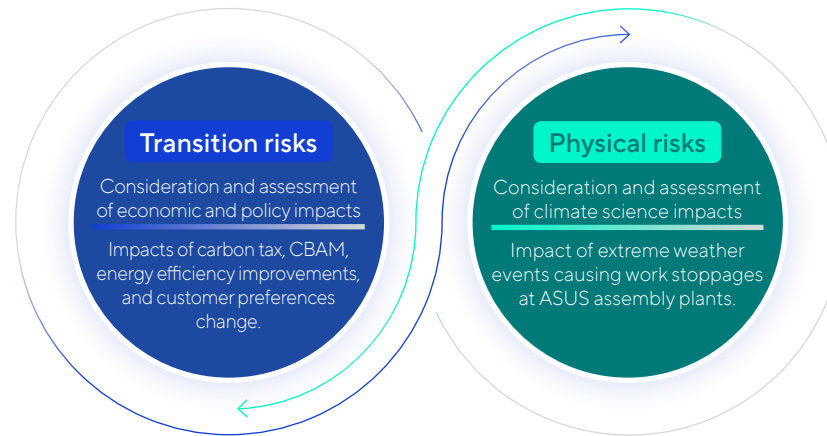 Transition risks
Consideration and assessment
of economic and policy impacts
Impacts of carbon tax, CBAM,
energy efficiency improvements,
and customer preferences
change.
Physical risks
Consideration and assessment
of climate science impacts
Impact of extreme weather
events causing work stoppages
at ASUS assembly plants.